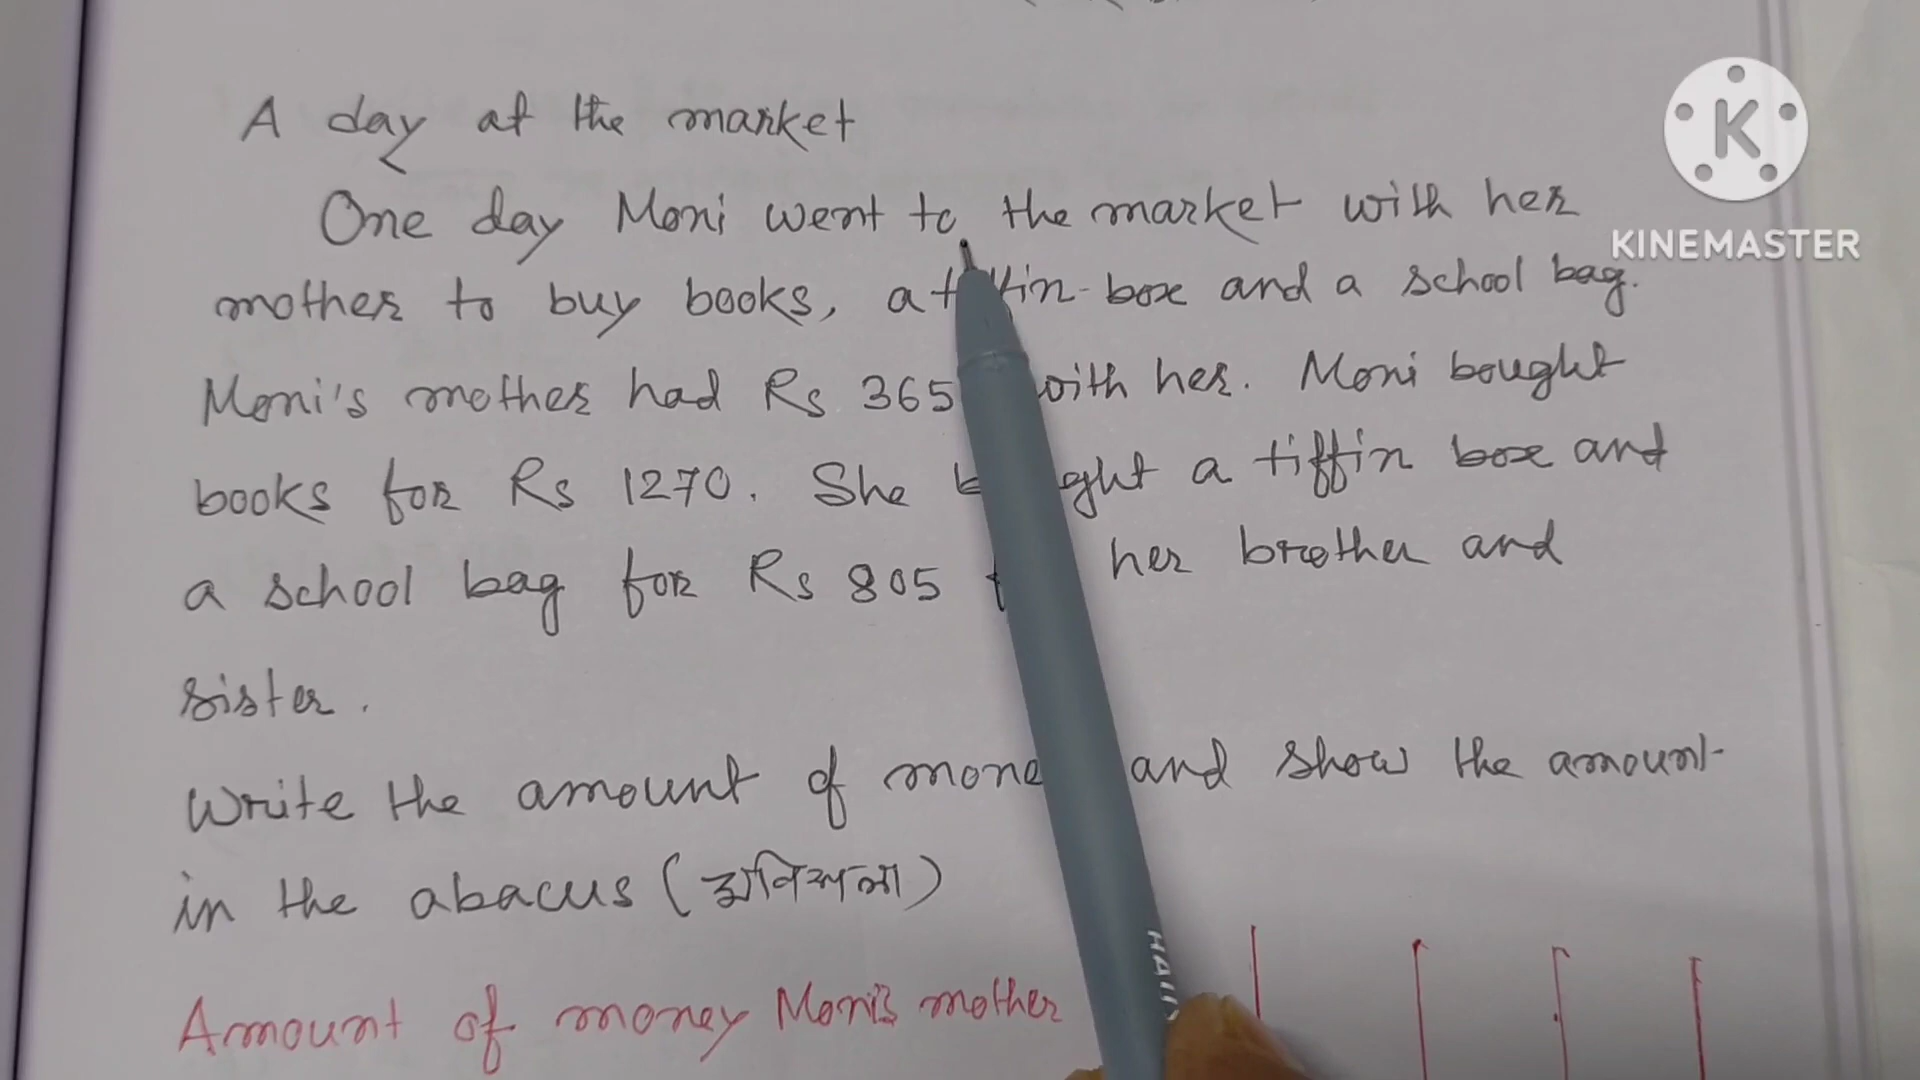 A day at the market
One day Moni went to the market with her
mother to buy books, a box and a school bag.
Moni's mother had Rs 365 with her. Moni bought
books for Rs 1270. She a tiffin box and
a school bag for Rs 805 her brother and
sister.
Write the amount of and show the amount
in the abacus
Amount of money Moni's mother
KINEMASTER
HAUS